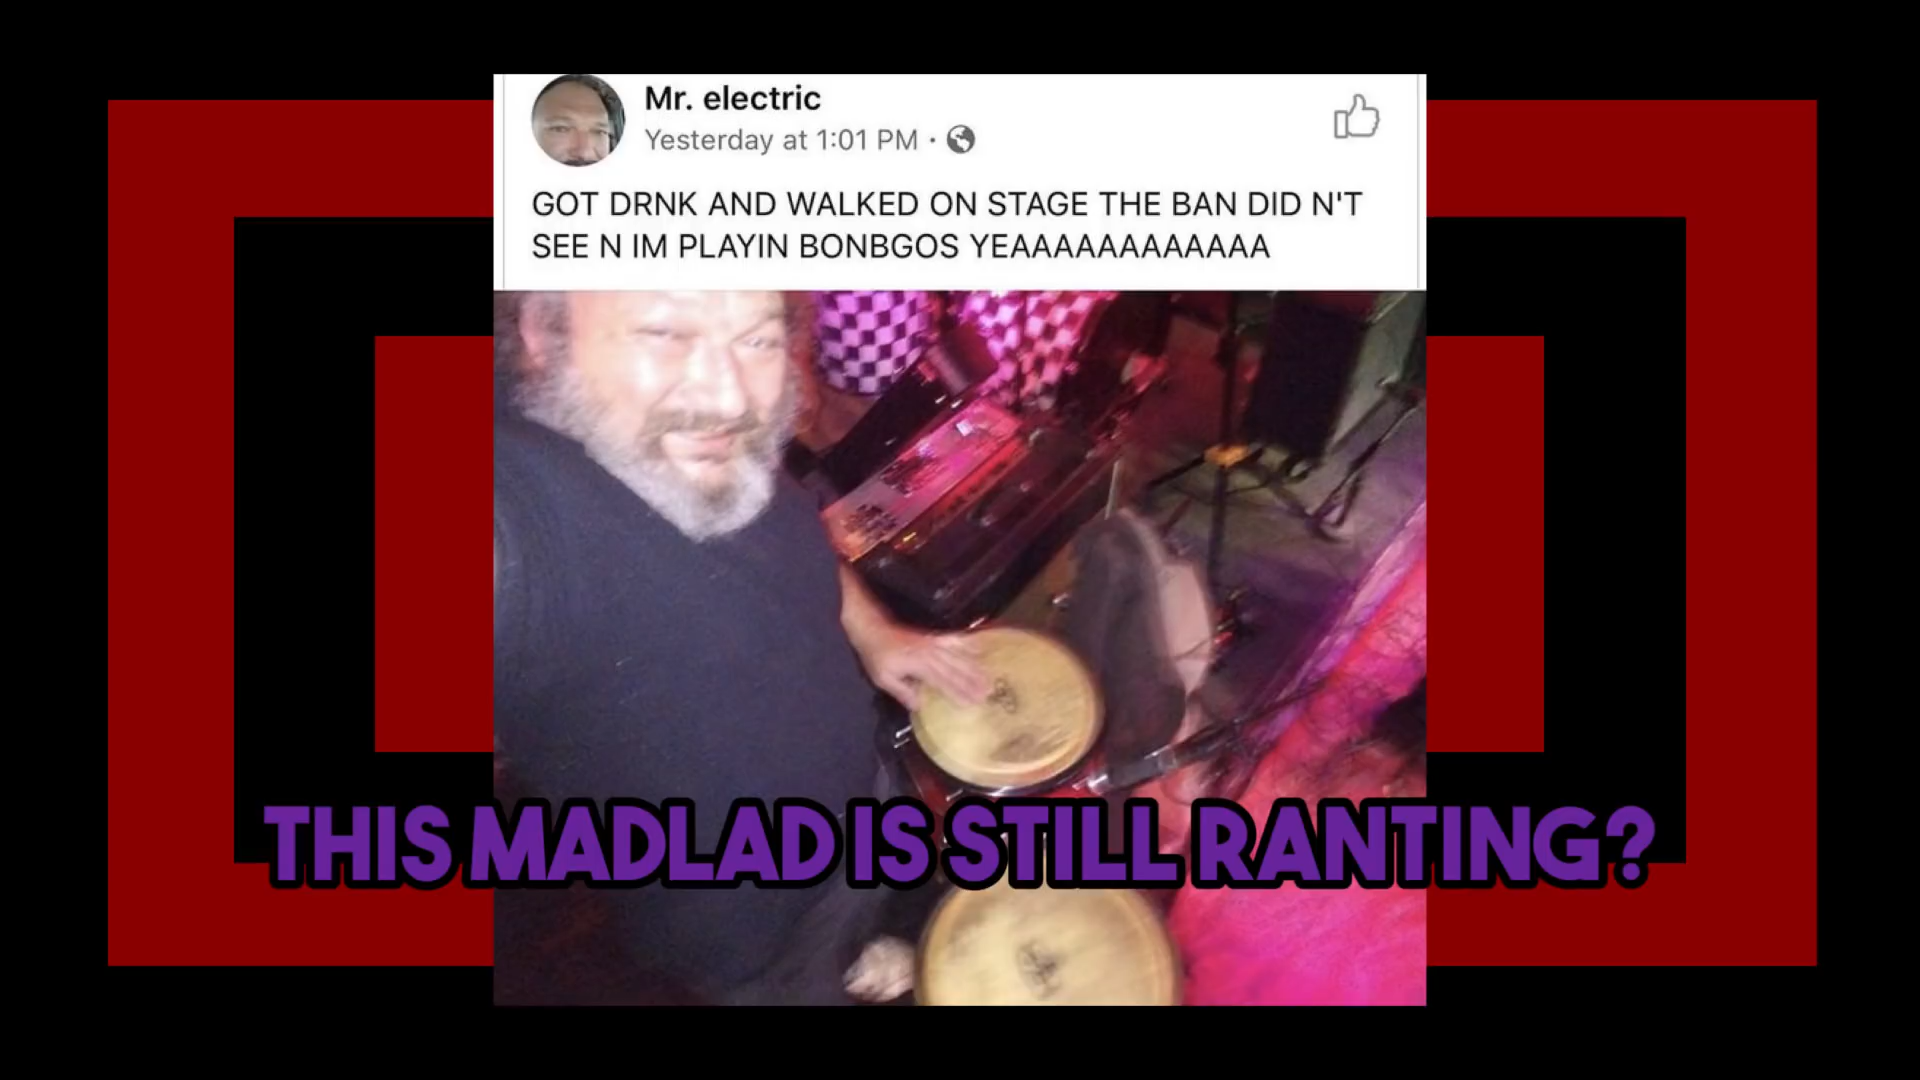 Mr. electric
Yesterday at 1:01 PM ·
GOT DRNK AND WALKED ON STAGE THE BAN DID N'T
SEE N IM PLAYIN BONBGOS YEAAAAAAAAAAAA
THIS MADLAD IS STILL RANTING?